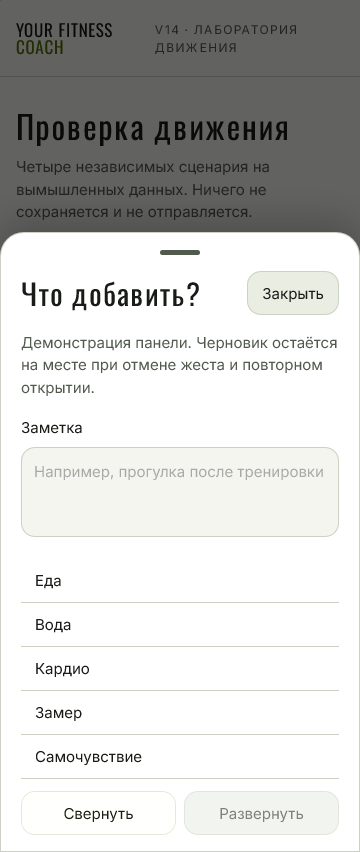 YOUR FITNESS
COACH
V14 · ЛАБОРАТОРИЯ
ДВИЖЕНИЯ
Проверка движения
Четыре независимых сценария на
вымышленных данных. Ничего не
сохраняется и не отправляется.
Что добавить?
Закрыть
Демонстрация панели. Черновик остаётся
на месте при отмене жеста и повторном
открытии.
Заметка
Например, прогулка после тренировки
Еда
Вода
Кардио
Замер
Самочувствие
Свернуть
Развернуть